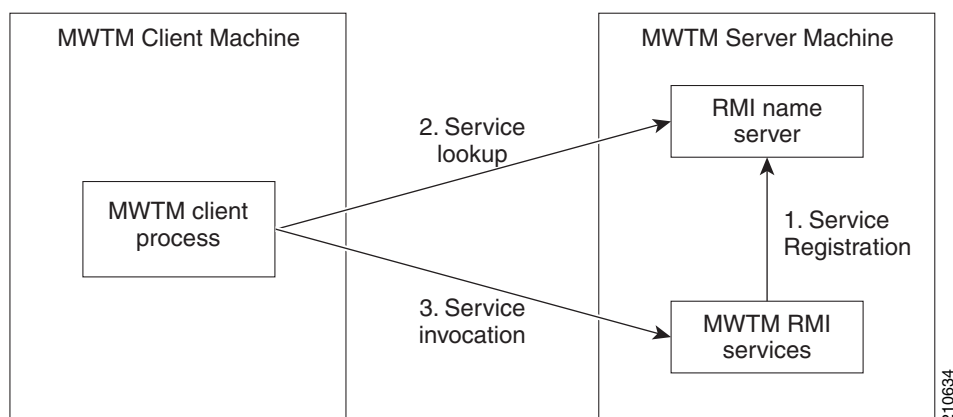 MWTM Client Machine
MWTM Server Machine
RMI name
server
2. Service
lookup
MWTM client
process
1. Service
Registration
3. Service
invocation
MWTM RMI
services
210634